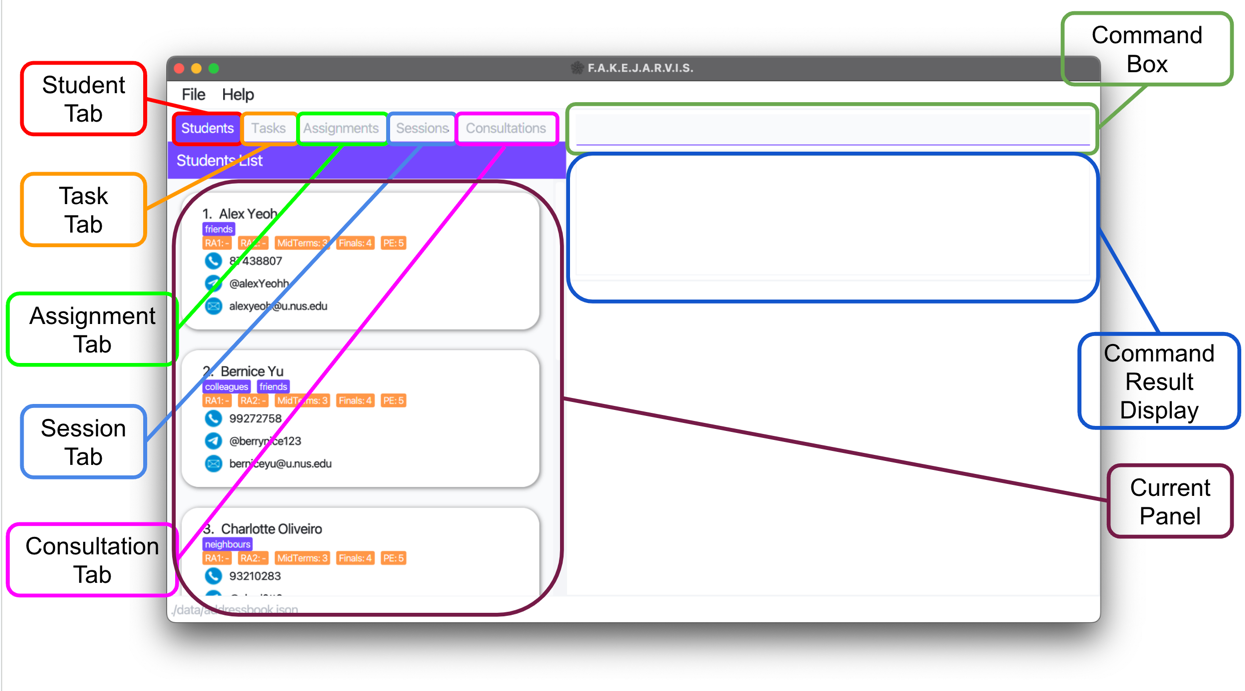 Command
Box
F.A.K.E.J.A.R.V.I.S.
Student
Tab
File Help
Students Tasks Assignments Sessions Consultations
Students List
Task
Tab
1. Alex Yeoh
friends
RA1: - RA2: - MidTerms: 3 Finals: 4 PE: 5
87438807
@alexYeohh
alexyeoh@u.nus.edu
Assignment
Tab
Command
Result
Display
2. Bernice Yu
colleagues friends
RA1: - RA2: - MidTerms: 3 Finals: 4 PE: 5
99272758
@berrynice123
berniceyu@u.nus.edu
Session
Tab
Current
Panel
3. Charlotte Oliveiro
neighbours
RA1: - RA2: - MidTerms: 3 Finals: 4 PE: 5
93210283
Consultation
Tab
./data/addressbook.json